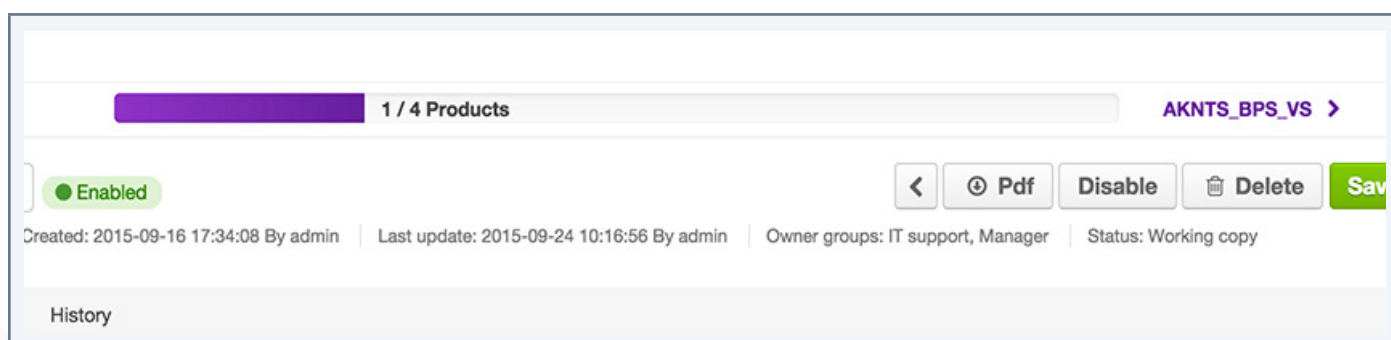 1 / 4 Products AKNTS_BPS_VS
Enabled Pdf Disable Delete
Created: 2015-09-16 17:34:08 By admin Last update: 2015-09-24 10:16:56 By admin Owner groups: IT support, Manager Status: Working copy
History